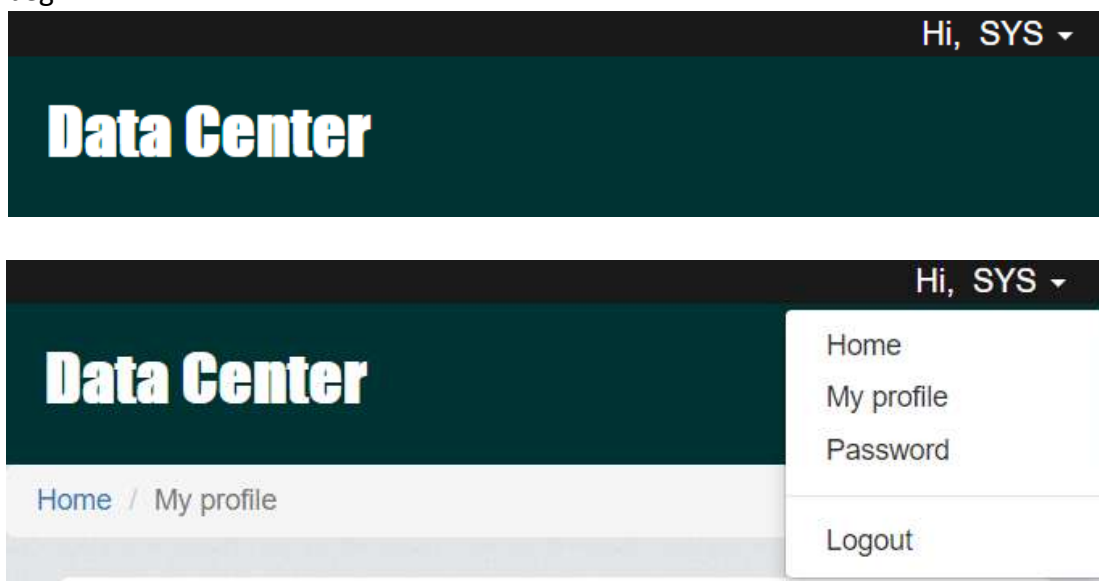 Hi, SYS
Data Center
Hi, SYS
Data Center
Home
My profile
Password
Home / My profile
Logout